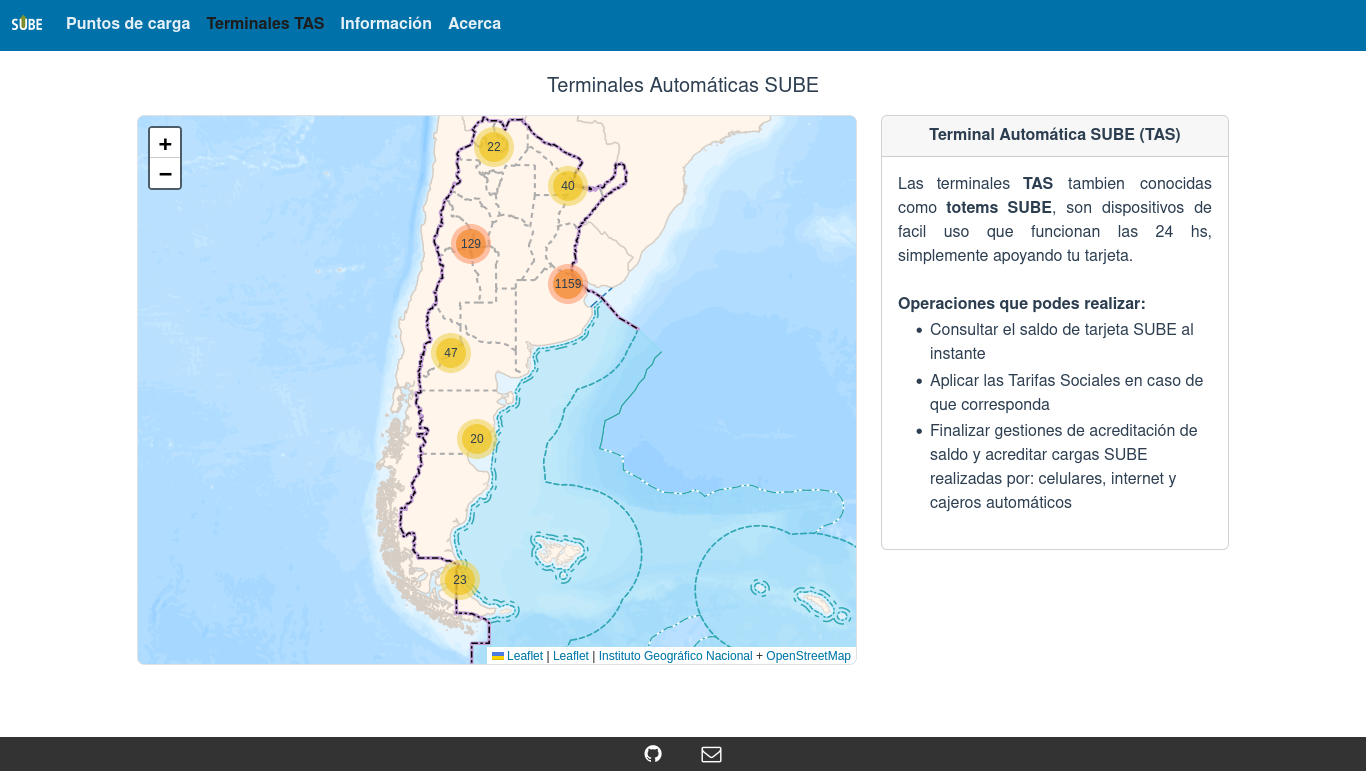 SUBE Puntos de carga Terminales TAS Información Acerca
Terminales Automáticas SUBE
+
−
22
40
129
1159
47
20
23
Leaflet | Leaflet | Instituto Geográfico Nacional + OpenStreetMap
Terminal Automática SUBE (TAS)
Las terminales TAS tambien conocidas
como totems SUBE, son dispositivos de
facil uso que funcionan las 24 hs,
simplemente apoyando tu tarjeta.
Operaciones que podes realizar:
• Consultar el saldo de tarjeta SUBE al
instante
• Aplicar las Tarifas Sociales en caso de
que corresponda
• Finalizar gestiones de acreditación de
saldo y acreditar cargas SUBE
realizadas por: celulares, internet y
cajeros automáticos